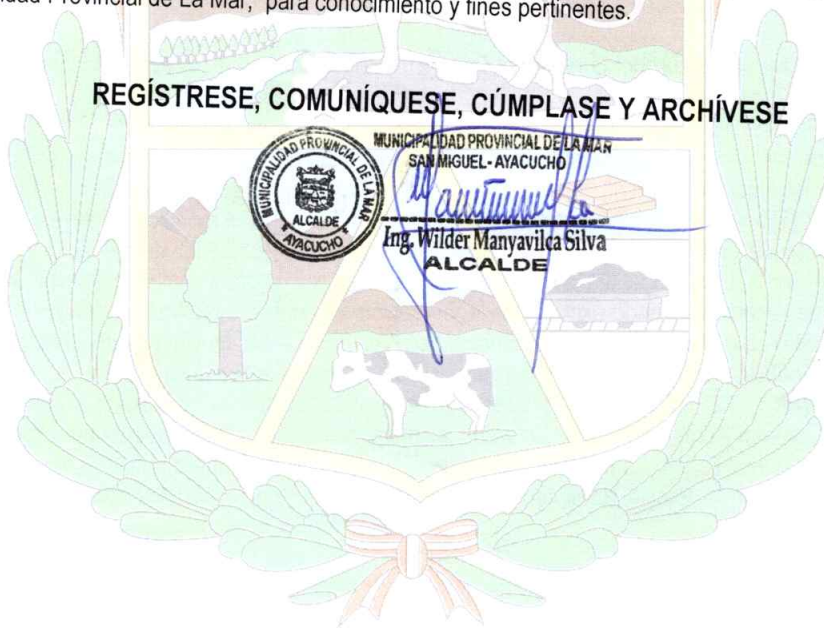 idad Provincial de La Mar, para conocimiento y fines pertinentes.
REGÍSTRESE, COMUNÍQUESE, CÚMPLASE Y ARCHÍVESE
MUNICIPALIDAD PROVINCIAL DE LA MAR
ALCALDE
* AYACUCHO *
MUNICIPALIDAD PROVINCIAL DE LA MAR
SAN MIGUEL - AYACUCHO
Ing. Wilder Manyavilca Silva
ALCALDE